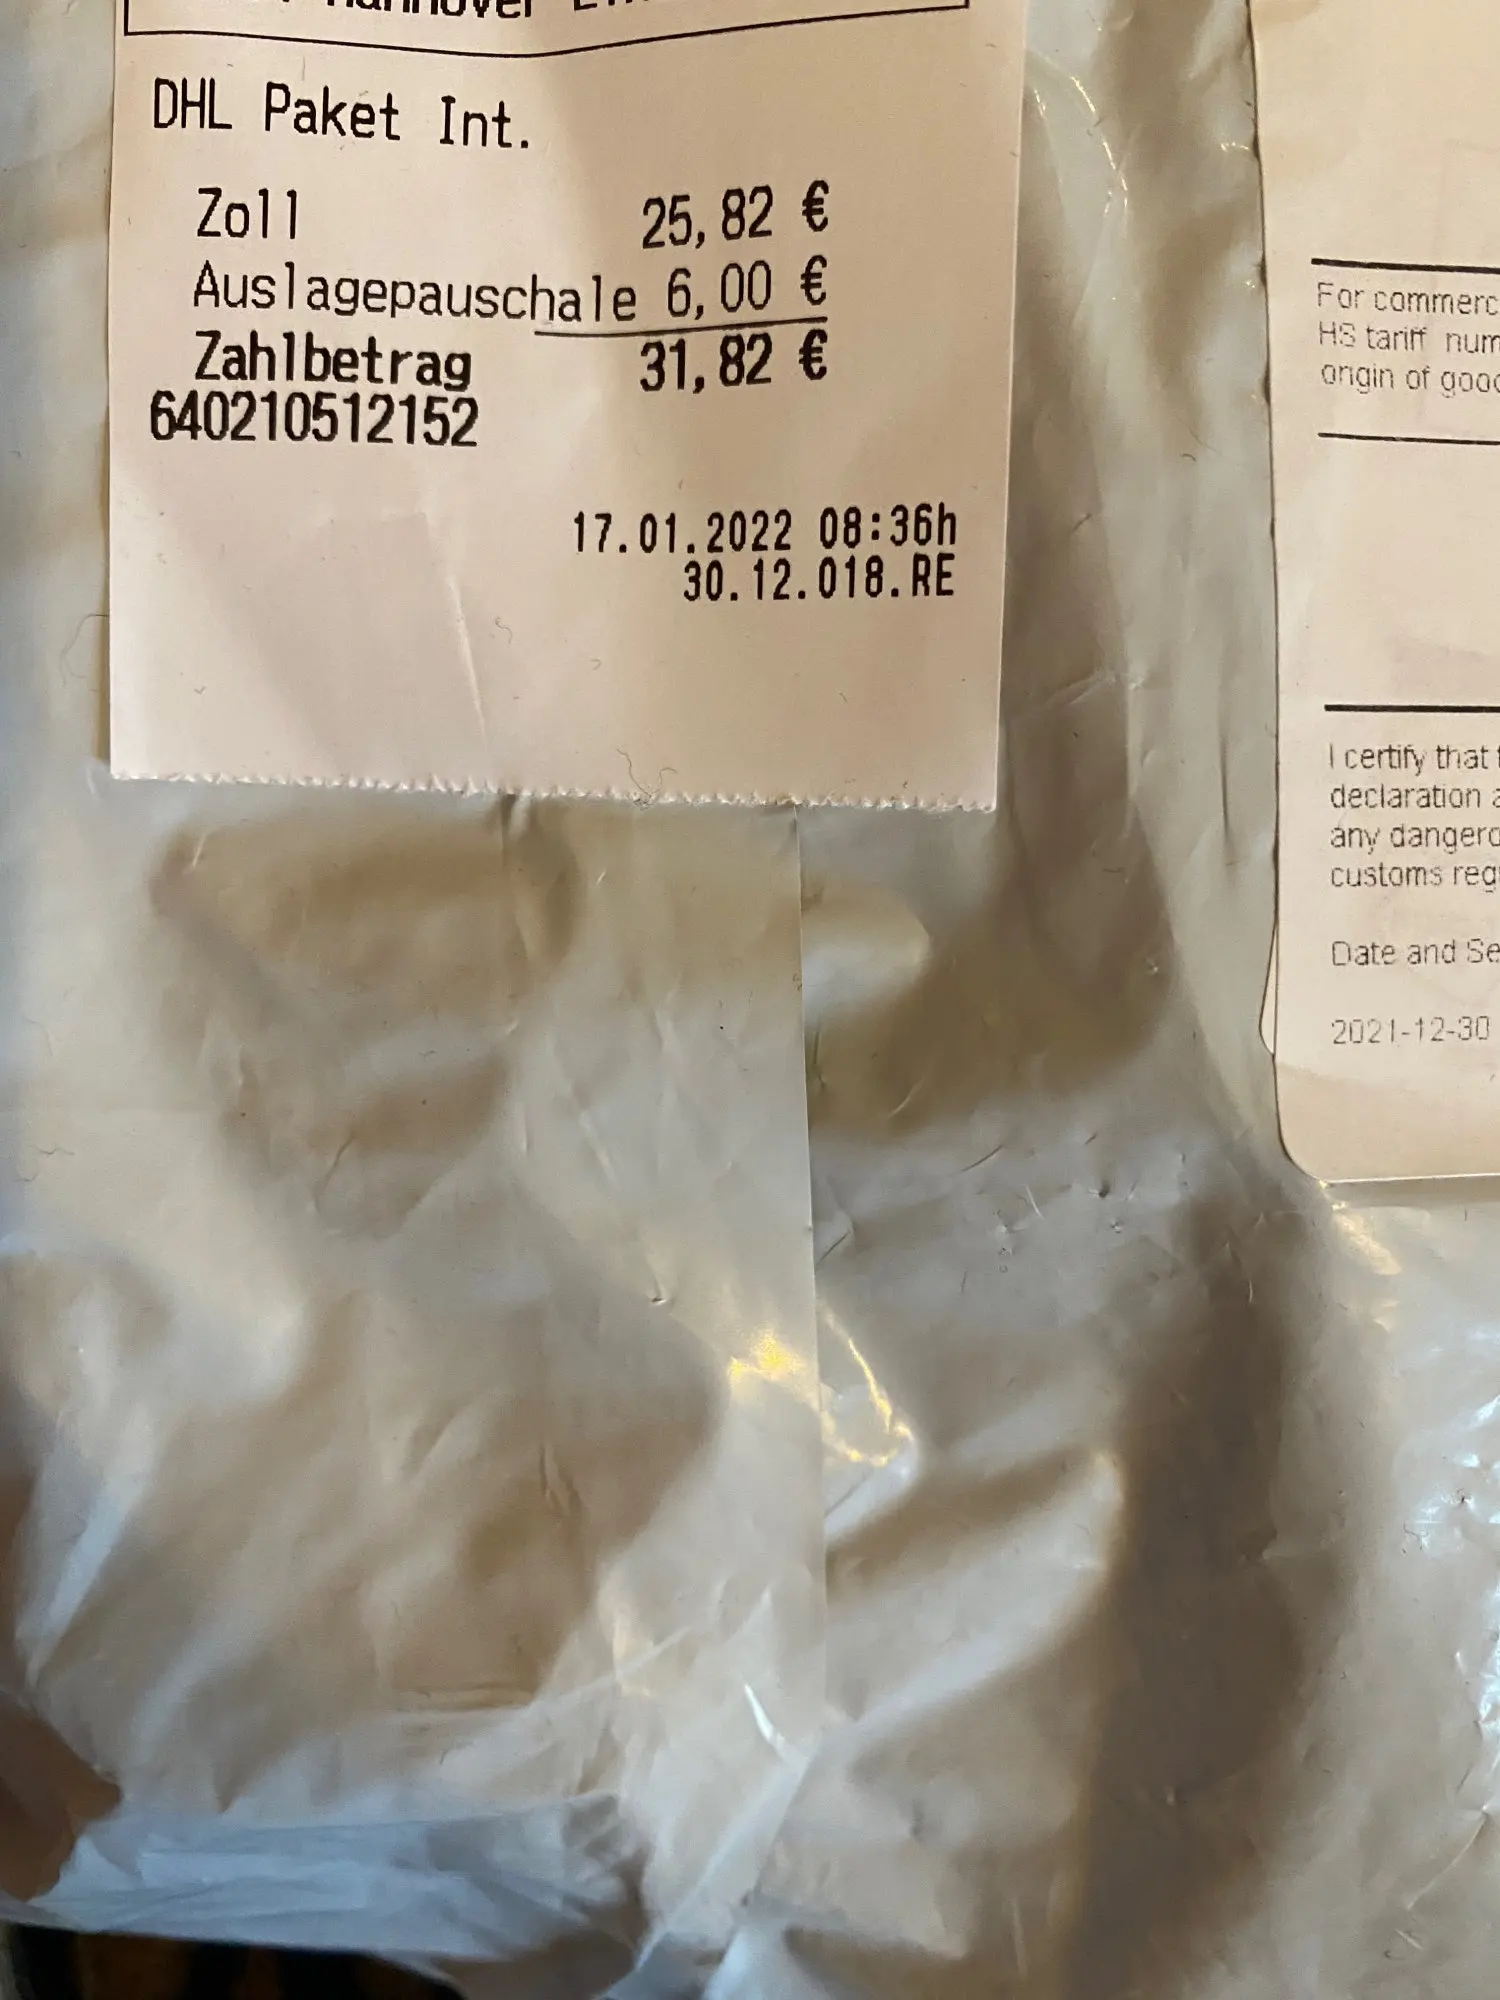 DHL Paket Int.
Zoll 25,82 €
Auslagepauschale 6,00 €
Zahlbetrag 31,82 €
640210512152
17.01.2022 08:36h
30.12.018.RE
For commerc
HS tariff num
origin of good
I certify that
declaration
any dangero
customs reg
Date and Se
2021-12-30